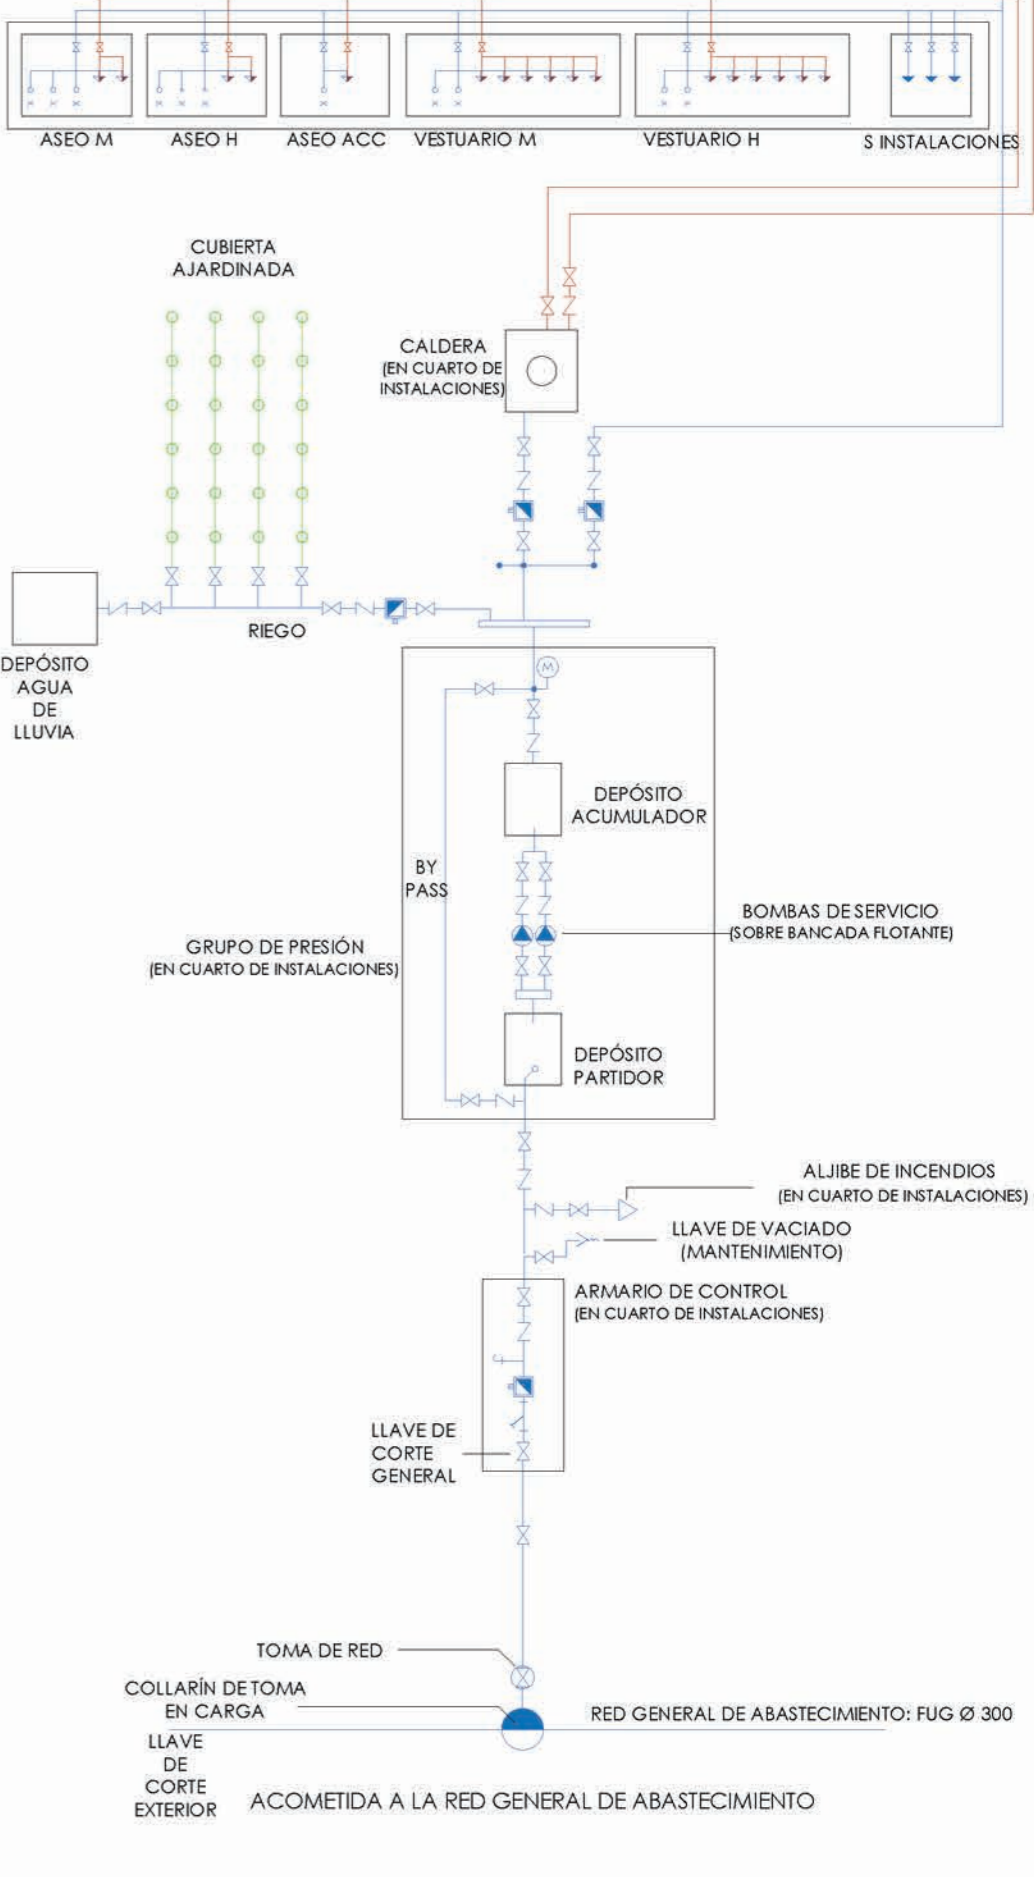 ASEO M
ASEO H
ASEO ACC
VESTUARIO M
VESTUARIO H
S INSTALACIONES
CUBIERTA
AJARDINADA
CALDERA
(EN CUARTO DE
INSTALACIONES)
RIEGO
DEPÓSITO
AGUA
DE
LLUVIA
M
DEPÓSITO
ACUMULADOR
BY
PASS
BOMBAS DE SERVICIO
(SOBRE BANCADA FLOTANTE)
GRUPO DE PRESIÓN
(EN CUARTO DE INSTALACIONES)
DEPÓSITO
PARTIDOR
ALJIBE DE INCENDIOS
(EN CUARTO DE INSTALACIONES)
LLAVE DE VACIADO
(MANTENIMIENTO)
ARMARIO DE CONTROL
(EN CUARTO DE INSTALACIONES)
LLAVE DE
CORTE
GENERAL
TOMA DE RED
COLLARÍN DE TOMA
EN CARGA
RED GENERAL DE ABASTECIMIENTO: FUG Ø 300
LLAVE
DE
CORTE
EXTERIOR
ACOMETIDA A LA RED GENERAL DE ABASTECIMIENTO